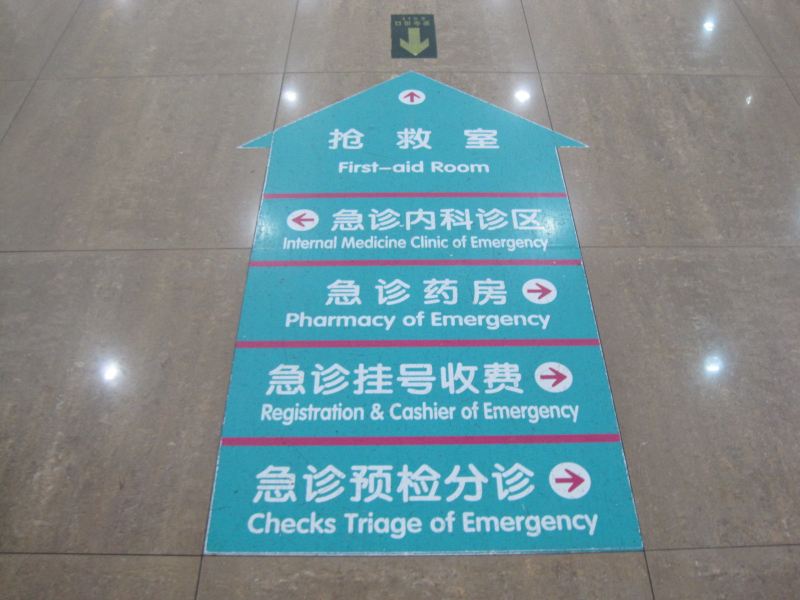 抢救室
First-aid Room
急诊内科诊区
Internal Medicine Clinic of Emergency
急诊药房
Pharmacy of Emergency
急诊挂号收费
Registration & Cashier of Emergency
急诊预检分诊
Checks Triage of Emergency